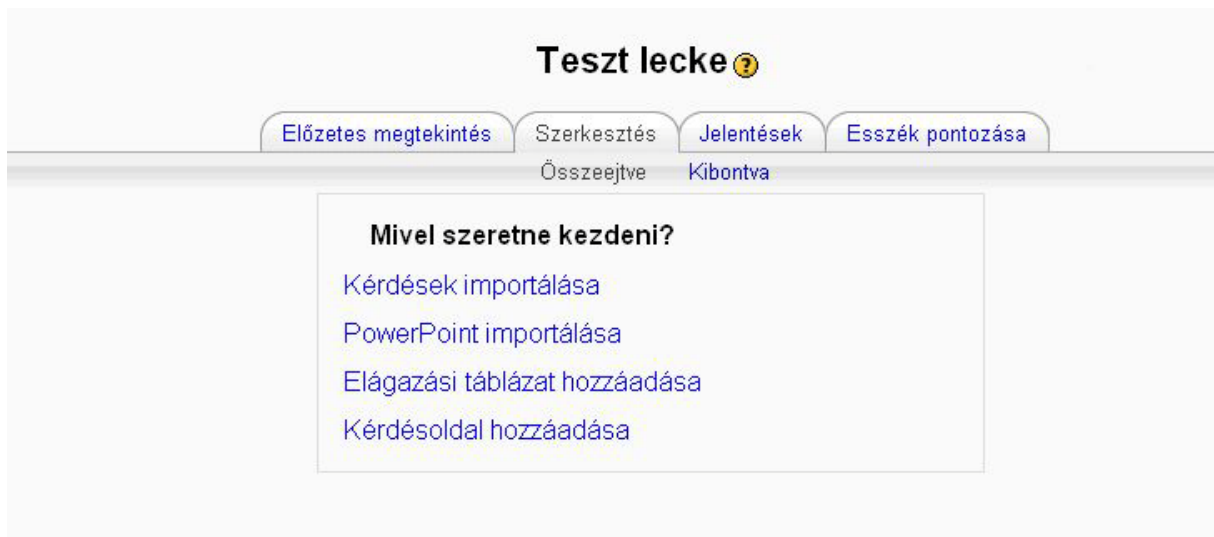 Teszt lecke
Előzetes megtekintés Szerkesztés Jelentések Esszék pontozása
Összeejtve Kibontva
Mivel szeretne kezdeni?
Kérdések importálása
PowerPoint importálása
Elágazási táblázat hozzáadása
Kérdésoldal hozzáadása